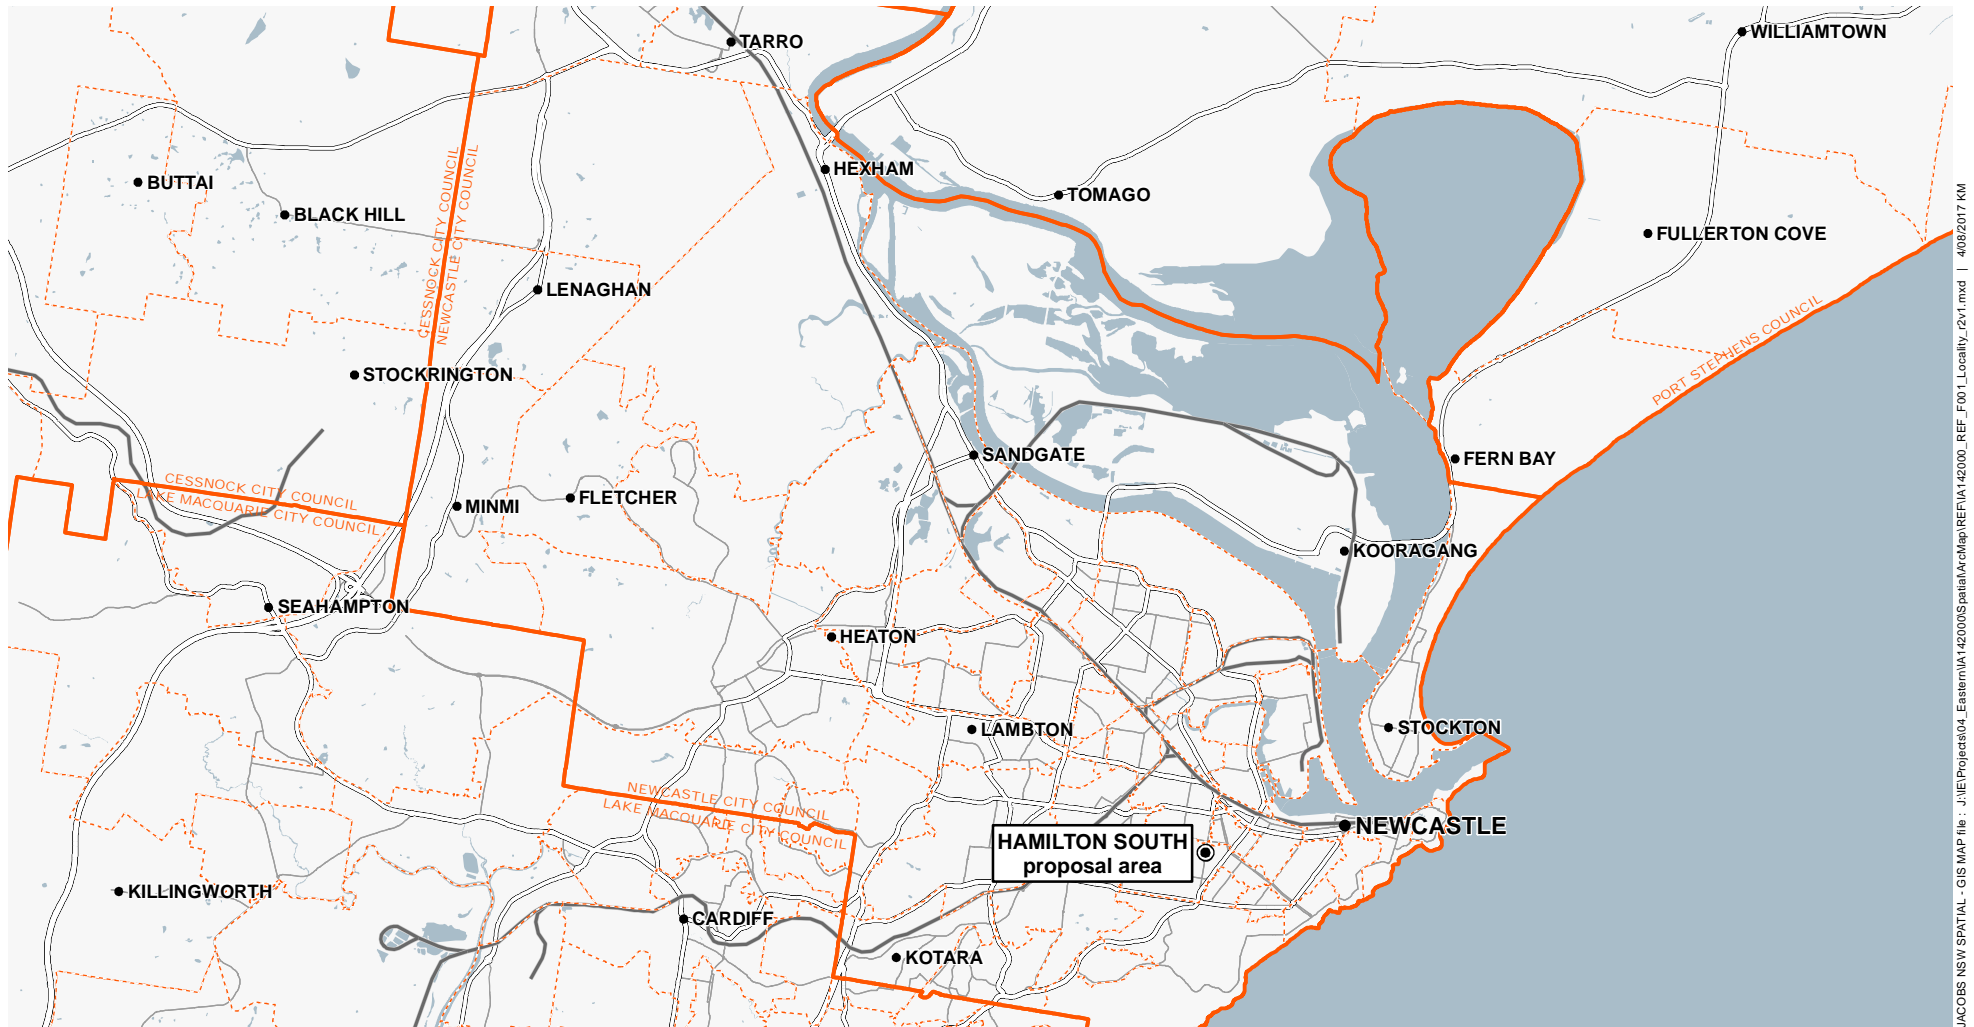 TARRO
WILLIAMTOWN
HEXHAM
BUTTAI
TOMAGO
BLACK HILL
FULLERTON COVE
CESSNOCK CITY COUNCIL
NEWCASTLE CITY COUNCIL
LENAGHAN
PORT STEPHENS COUNCIL
STOCKRINGTON
SANDGATE
FERN BAY
CESSNOCK CITY COUNCIL
LAKE MACQUARIE CITY COUNCIL
FLETCHER
MINMI
KOORAGANG
SEAHAMPTON
HEATON
STOCKTON
LAMBTON
NEWCASTLE CITY COUNCIL
LAKE MACQUARIE CITY COUNCIL
NEWCASTLE
HAMILTON SOUTH
proposal area
KILLINGWORTH
CARDIFF
KOTARA
JACOBS NSW SPATIAL - GIS MAP file : J:\IE\Projects\04_Eastern\IA142000\Spatial\ArcMap\REF\IA142000_REF_F001_Locality_r2v1.mxd | 4/08/2017 KM